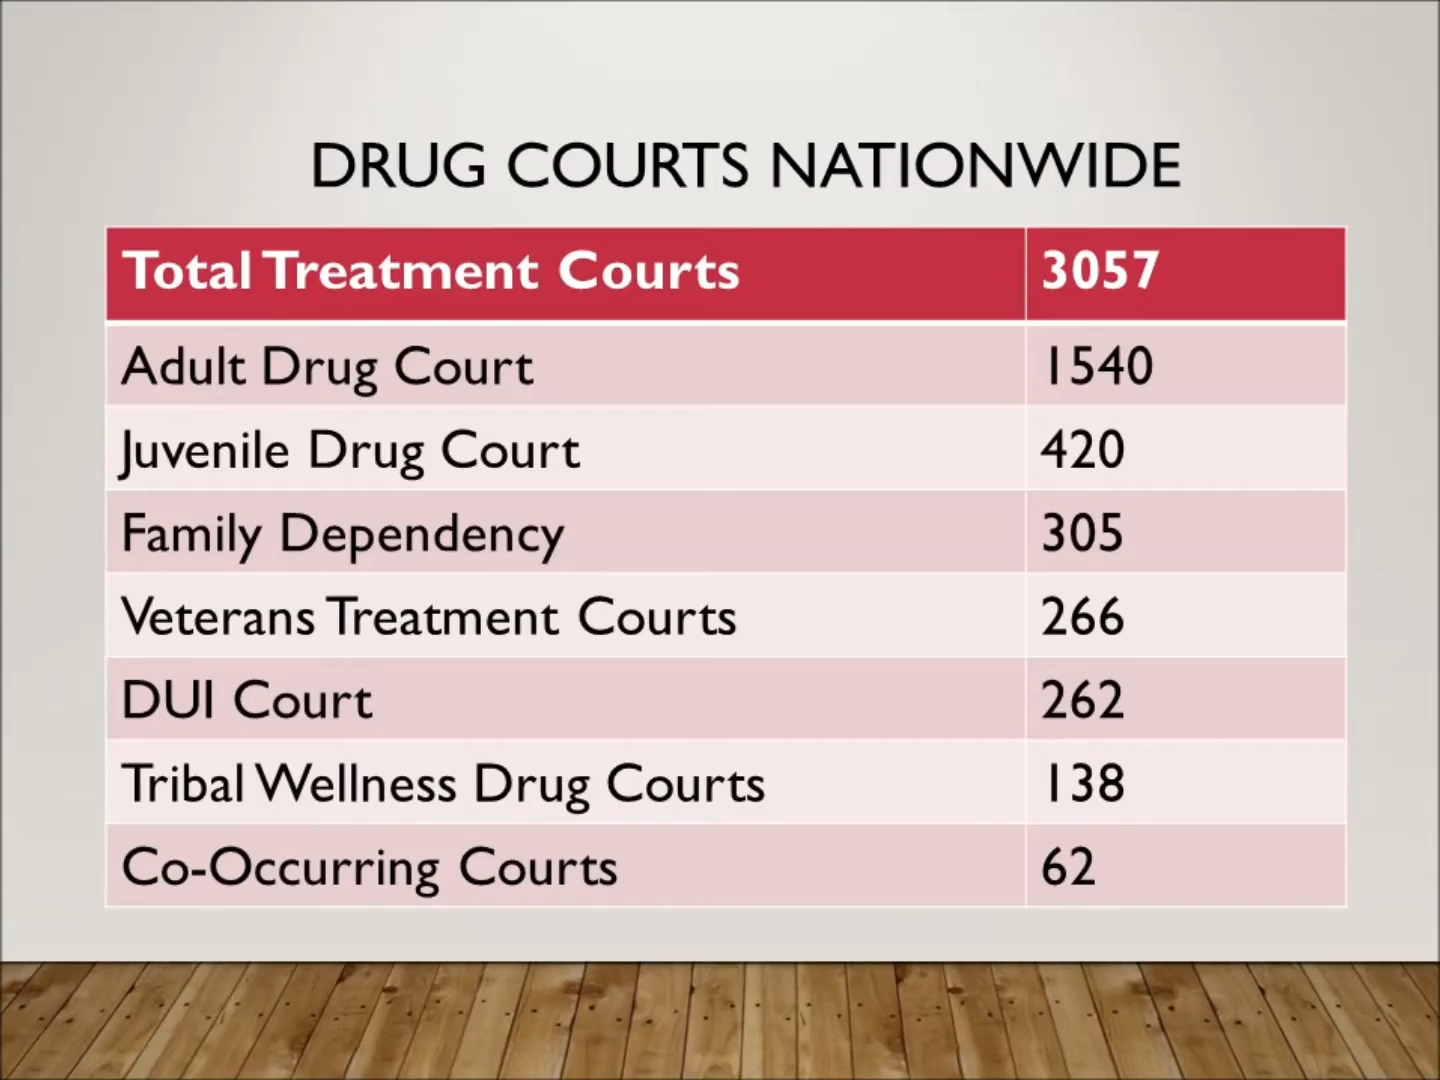 DRUG COURTS NATIONWIDE
Total Treatment Courts 3057
Adult Drug Court 1540
Juvenile Drug Court 420
Family Dependency 305
Veterans Treatment Courts 266
DUI Court 262
Tribal Wellness Drug Courts 138
Co-Occurring Courts 62